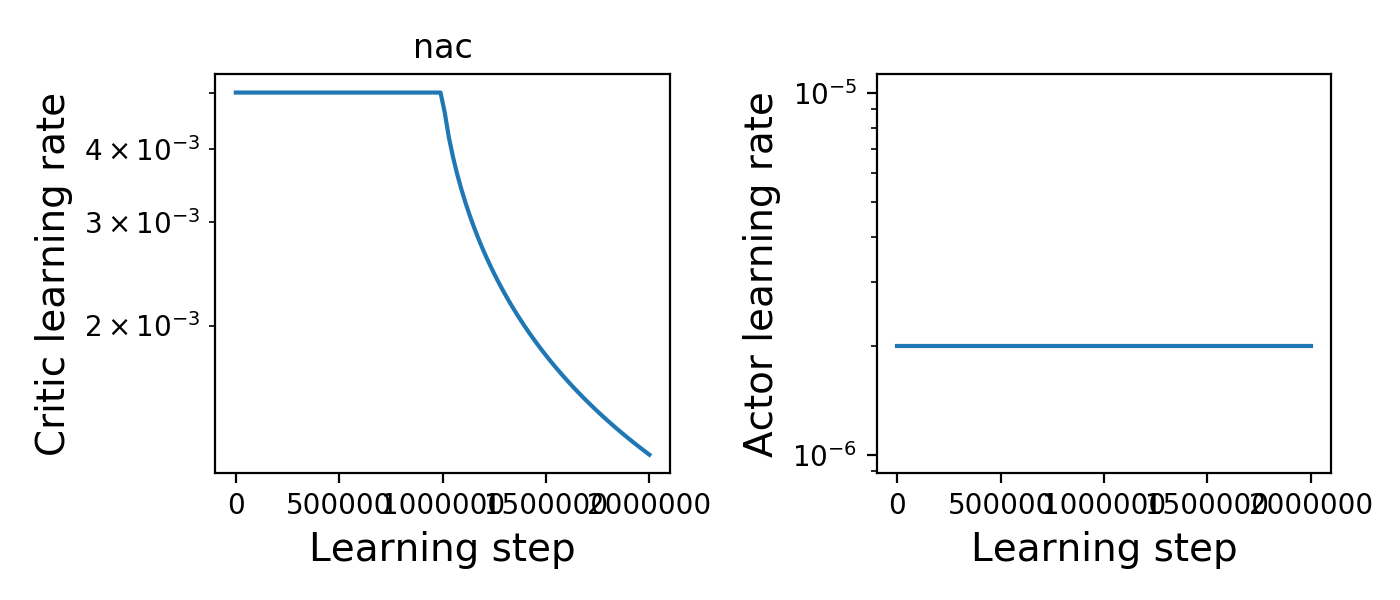 nac
Critic learning rate
4 × 10⁻³
3 × 10⁻³
2 × 10⁻³
0 500000 1000000 1500000 2000000
Learning step
Actor learning rate
10⁻⁵
10⁻⁶
0 500000 1000000 1500000 2000000
Learning step